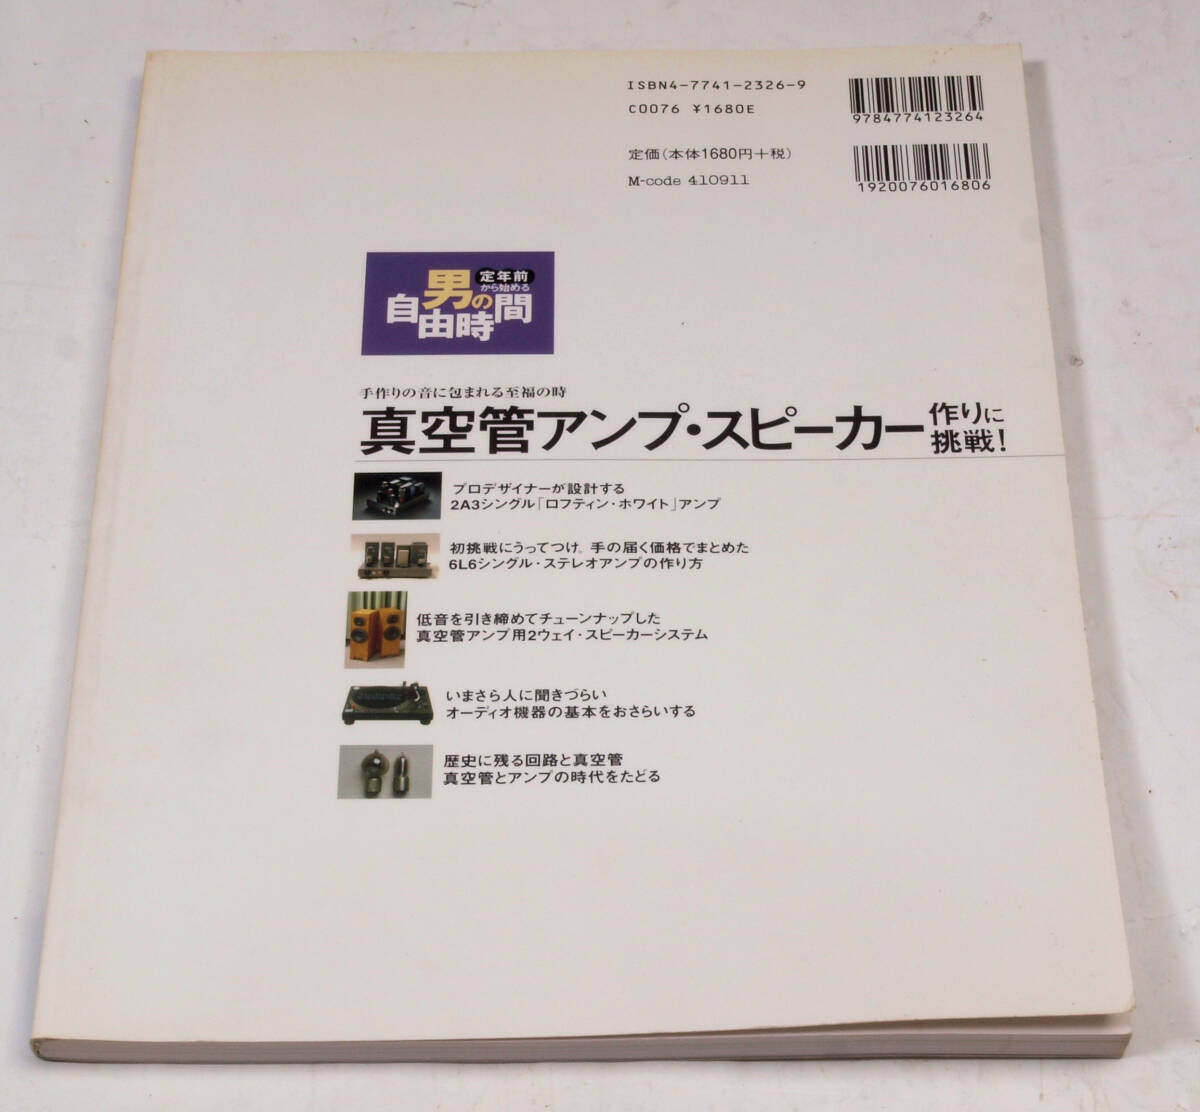 ISBN4-7741-2326-9
C0076 ¥1680E
9784774123264
定価(本体1680円+税)
M-code 410911
1920076016806
定年前
から始める
男の
自由時間
手作りの音に包まれる至福の時
真空管アンプ・スピーカー作りに挑戦!
プロデザイナーが設計する
2A3シングル「ロフティン・ホワイト」アンプ
初挑戦にうってつけ。手の届く価格でまとめた
6L6シングル・ステレオアンプの作り方
低音を引き締めてチューンナップした
真空管アンプ用2ウェイ・スピーカーシステム
いまさら人に聞きづらい
オーディオ機器の基本をおさらいする
歴史に残る回路と真空管
真空管とアンプの時代をたどる